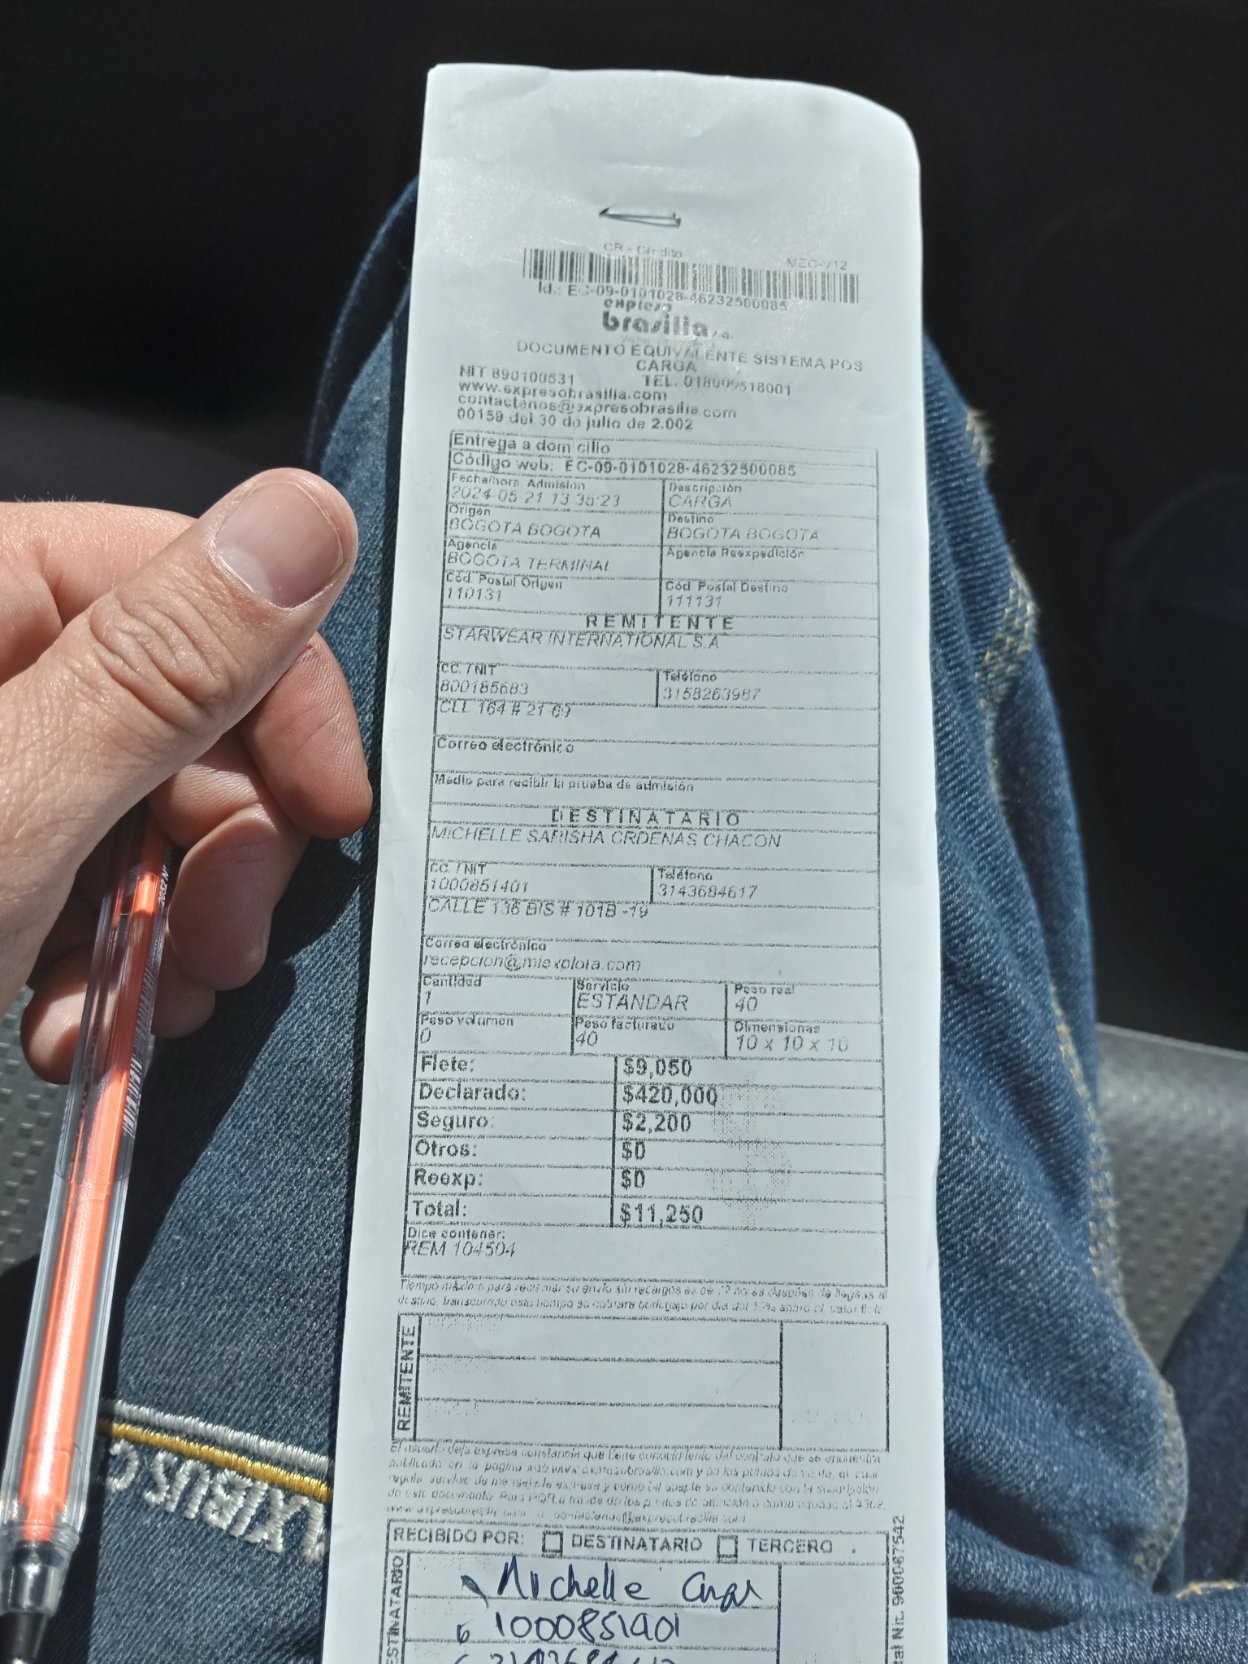 CR - Crédito
MEC-V12
Id.: EC-09-0101028-46232500085
expreso
brasilia s.a.
DOCUMENTO EQUIVALENTE SISTEMA POS
CARGA
NIT 890100531 TEL. 018000518001
www.expresobrasilia.com
contactenos@expresobrasilia.com
00159 del 30 de julio de 2.002
Entrega a dom cilio
Código web: EC-09-0101028-46232500085
Fecha/hora Admisión Descripción
2024-05-21 13:35:23 CARGA
Origen Destino
BOGOTA BOGOTA BOGOTA BOGOTA
Agencia Agencia Reexpedición
BOGOTA TERMINAL
Cód. Postal Origen Cód. Postal Destino
110131 111131
REMITENTE
STARWEAR INTERNATIONAL S.A
CC. / NIT Teléfono
800185683 3158263987
CLL 164 # 21 69
Correo electrónico
Medio para recibir la prueba de admisión
DESTINATARIO
MICHELLE SARISHA CRDENAS CHACON
CC. / NIT Teléfono
1000851401 3143684617
CALLE 136 BIS # 101B -19
Correo electrónico
recepcion@miexplota.com
Cantidad Servicio Peso real
1 ESTANDAR 40
Peso volumen Peso facturado Dimensiones
0 40 10 x 10 x 10
Flete: $9,050
Declarado: $420,000
Seguro: $2,200
Otros: $0
Reexp: $0
Total: $11,250
Dice contener:
REM 104504
REMITENTE
RECIBIDO POR: DESTINATARIO TERCERO
Michelle
1000851401